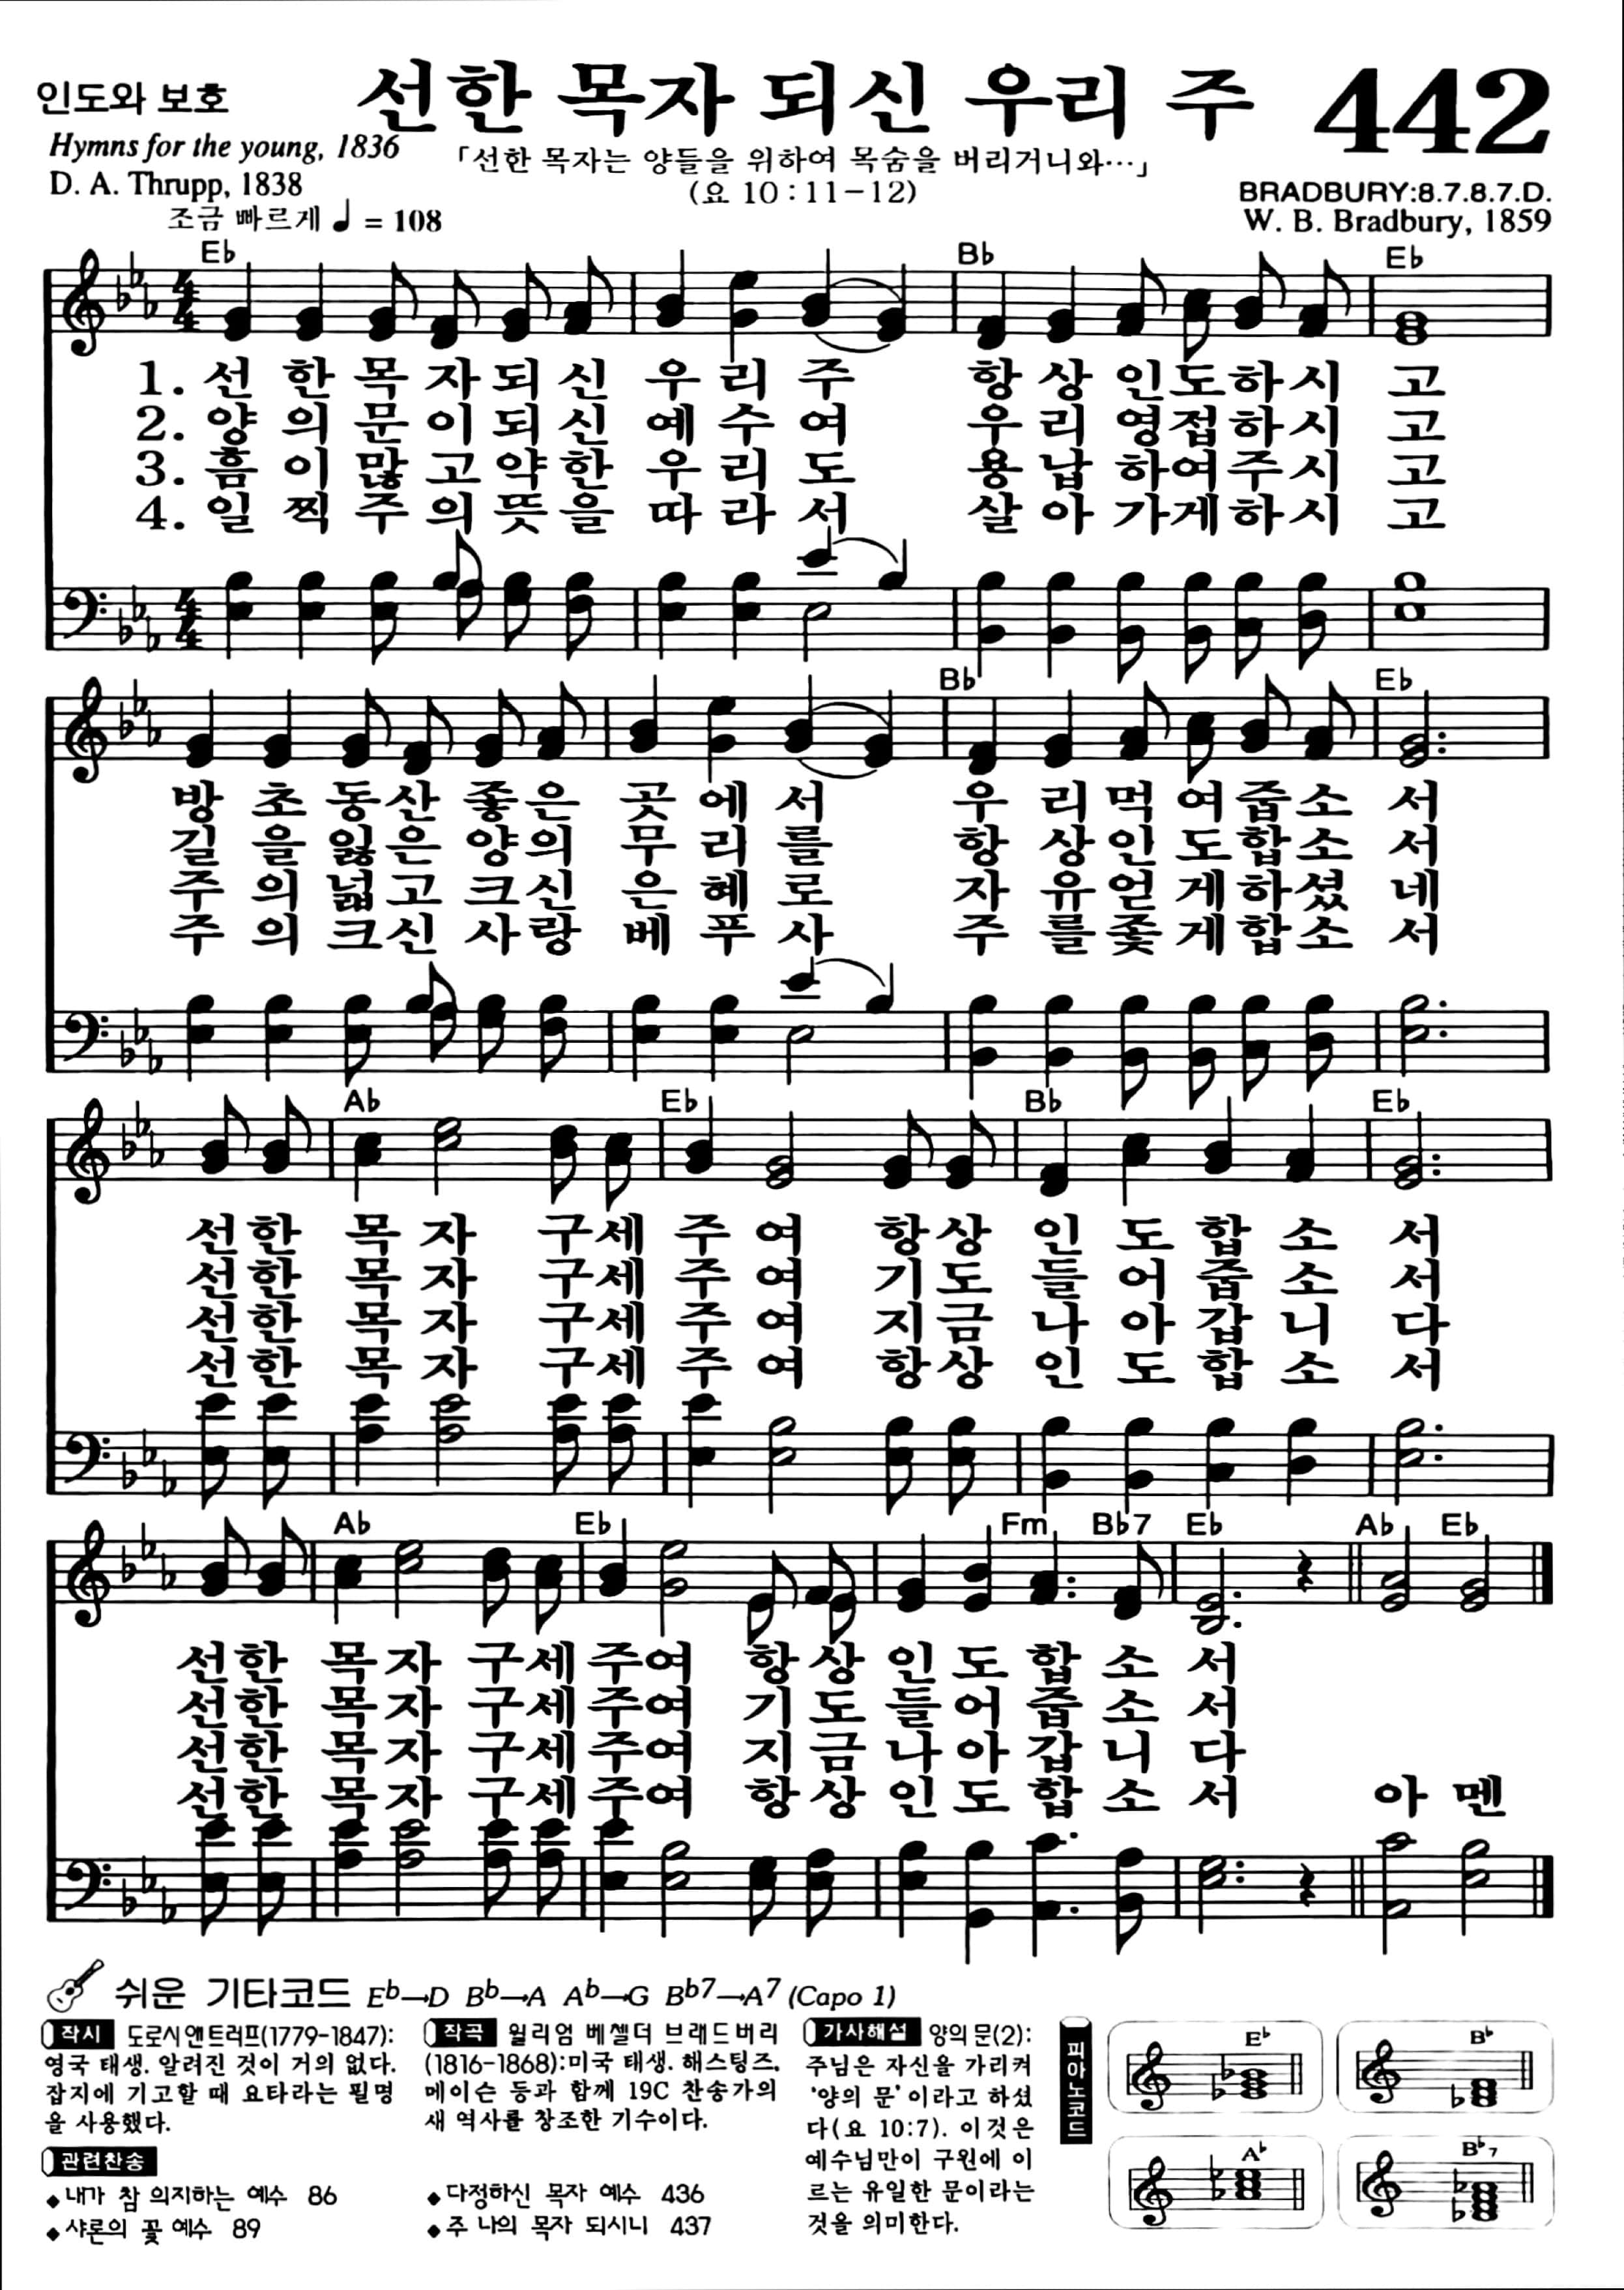 인도와 보호
선한 목자 되신 우리 주 442
Hymns for the young, 1836
「선한 목자는 양들을 위하여 목숨을 버리거니와…」
D. A. Thrupp, 1838
(요 10:11-12)
BRADBURY:8.7.8.7.D.
조금 빠르게 ♩ = 108
W. B. Bradbury, 1859
E♭ B♭ E♭
4/4
1. 선 한 목 자 되 신 우 리 주 항 상 인 도 하 시 고
2. 양 의 문 이 되 신 예 수 여 우 리 영 접 하 시 고
3. 흠 이 많 고 약 한 우 리 도 용 납 하 여 주 시 고
4. 일 찍 주 의 뜻 을 따 라 서 살 아 가 게 하 시 고
4/4
B♭ E♭
방 초 동 산 좋 은 곳 에 서 우 리 먹 여 줍 소 서
길 을 잃 은 양 의 무 리 를 항 상 인 도 합 소 서
주 의 넓 고 크 신 은 혜 로 자 유 얻 게 하 셨 네
주 의 크 신 사 랑 베 푸 사 주 를 좇 게 합 소 서
A♭ E♭ B♭ E♭
선 한 목 자 구 세 주 여 항 상 인 도 합 소 서
선 한 목 자 구 세 주 여 기 도 들 어 줍 소 서
선 한 목 자 구 세 주 여 지 금 나 아 갑 니 다
선 한 목 자 구 세 주 여 항 상 인 도 합 소 서
A♭ E♭ Fm B♭7 E♭ A♭ E♭
선 한 목 자 구 세 주 여 항 상 인 도 합 소 서
선 한 목 자 구 세 주 여 기 도 들 어 줍 소 서
선 한 목 자 구 세 주 여 지 금 나 아 갑 니 다
선 한 목 자 구 세 주 여 항 상 인 도 합 소 서 아 멘
쉬운 기타코드 E♭→D B♭→A A♭→G B♭7→A7 (Capo 1)
작시 도로시앤트러프(1779-1847):
영국 태생. 알려진 것이 거의 없다.
잡지에 기고할 때 요타라는 필명
을 사용했다.
작곡 윌리엄 베첼더 브래드버리
(1816-1868):미국 태생. 해스팅즈,
메이슨 등과 함께 19C 찬송가의
새 역사를 창조한 기수이다.
가사해설 양의 문(2):
주님은 자신을 가리켜
'양의 문'이라고 하셨
다(요 10:7). 이것은
예수님만이 구원에 이
르는 유일한 문이라는
것을 의미한다.
관련찬송
◆내가 참 의지하는 예수 86
◆샤론의 꽃 예수 89
◆다정하신 목자 예수 436
◆주 나의 목자 되시니 437
피아노코드
E♭
B♭
A♭
B♭7